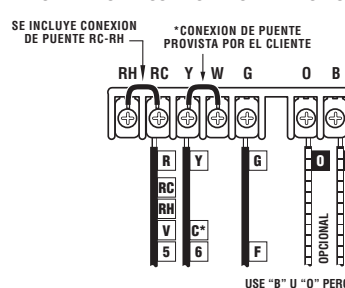 SE INCLUYE CONEXION
DE PUENTE RC-RH
*CONEXION DE PUENTE
PROVISTA POR EL CLIENTE
RH RC Y W G O B
R Y G O
RC
RH
V C*
5 6 F
OPCIONAL
USE “B” U “O” PERO